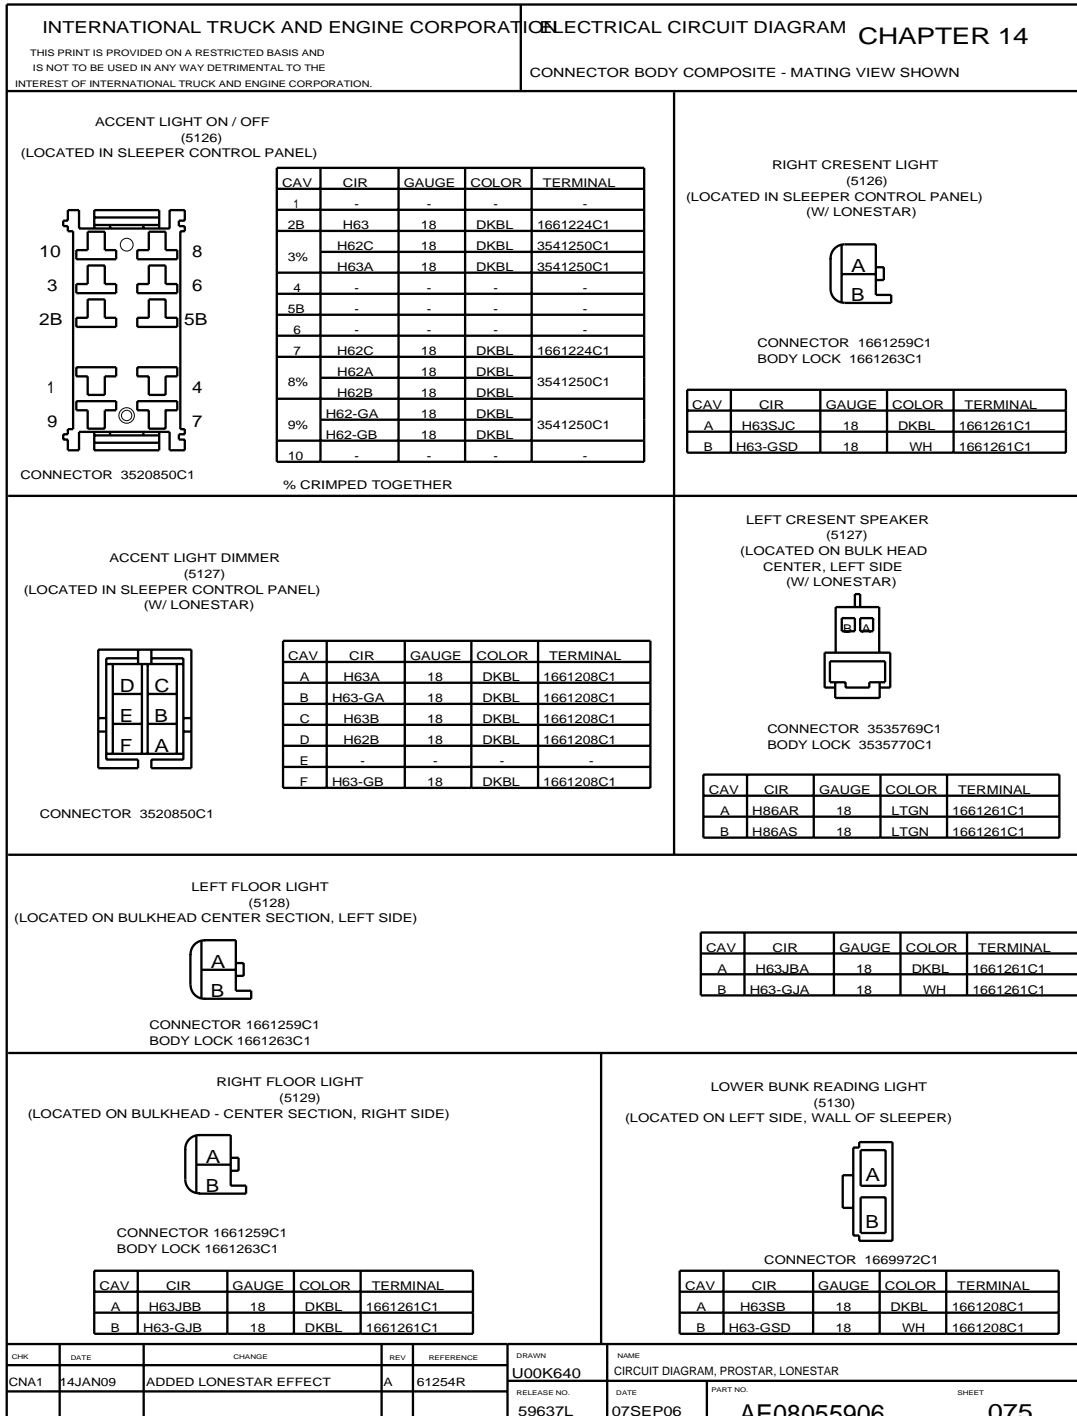 INTERNATIONAL TRUCK AND ENGINE CORPORATION
THIS PRINT IS PROVIDED ON A RESTRICTED BASIS AND
IS NOT TO BE USED IN ANY WAY DETRIMENTAL TO THE
INTEREST OF INTERNATIONAL TRUCK AND ENGINE CORPORATION.
ELECTRICAL CIRCUIT DIAGRAM CHAPTER 14
CONNECTOR BODY COMPOSITE - MATING VIEW SHOWN
ACCENT LIGHT ON / OFF
(5126)
(LOCATED IN SLEEPER CONTROL PANEL)
10 8
3 6
2B 5B
1 4
9 7
CONNECTOR 3520850C1
CAV CIR GAUGE COLOR TERMINAL
1 - - - -
2B H63 18 DKBL 1661224C1
3% H62C 18 DKBL 3541250C1
H63A 18 DKBL 3541250C1
4 - - - -
5B - - - -
6 - - - -
7 H62C 18 DKBL 1661224C1
8% H62A 18 DKBL 3541250C1
H62B 18 DKBL
9% H62-GA 18 DKBL 3541250C1
H62-GB 18 DKBL
10 - - - -
% CRIMPED TOGETHER
RIGHT CRESENT LIGHT
(5126)
(LOCATED IN SLEEPER CONTROL PANEL)
(W/ LONESTAR)
A
B
CONNECTOR 1661259C1
BODY LOCK 1661263C1
CAV CIR GAUGE COLOR TERMINAL
A H63SJC 18 DKBL 1661261C1
B H63-GSD 18 WH 1661261C1
ACCENT LIGHT DIMMER
(5127)
(LOCATED IN SLEEPER CONTROL PANEL)
(W/ LONESTAR)
D C
E B
F A
CONNECTOR 3520850C1
CAV CIR GAUGE COLOR TERMINAL
A H63A 18 DKBL 1661208C1
B H63-GA 18 DKBL 1661208C1
C H63B 18 DKBL 1661208C1
D H62B 18 DKBL 1661208C1
E - - - -
F H63-GB 18 DKBL 1661208C1
LEFT CRESENT SPEAKER
(5127)
(LOCATED ON BULK HEAD
CENTER, LEFT SIDE
(W/ LONESTAR)
B A
CONNECTOR 3535769C1
BODY LOCK 3535770C1
CAV CIR GAUGE COLOR TERMINAL
A H86AR 18 LTGN 1661261C1
B H86AS 18 LTGN 1661261C1
LEFT FLOOR LIGHT
(5128)
(LOCATED ON BULKHEAD CENTER SECTION, LEFT SIDE)
A
B
CONNECTOR 1661259C1
BODY LOCK 1661263C1
CAV CIR GAUGE COLOR TERMINAL
A H63JBA 18 DKBL 1661261C1
B H63-GJA 18 WH 1661261C1
RIGHT FLOOR LIGHT
(5129)
(LOCATED ON BULKHEAD - CENTER SECTION, RIGHT SIDE)
A
B
CONNECTOR 1661259C1
BODY LOCK 1661263C1
CAV CIR GAUGE COLOR TERMINAL
A H63JBB 18 DKBL 1661261C1
B H63-GJB 18 DKBL 1661261C1
LOWER BUNK READING LIGHT
(5130)
(LOCATED ON LEFT SIDE, WALL OF SLEEPER)
A
B
CONNECTOR 1669972C1
CAV CIR GAUGE COLOR TERMINAL
A H63SB 18 DKBL 1661208C1
B H63-GSD 18 WH 1661208C1
CHK DATE CHANGE REV REFERENCE
CNA1 14JAN09 ADDED LONESTAR EFFECT A 61254R
DRAWN NAME
U00K640 CIRCUIT DIAGRAM, PROSTAR, LONESTAR
RELEASE NO. DATE PART NO. SHEET
59637L 07SEP06 AE08055906 075